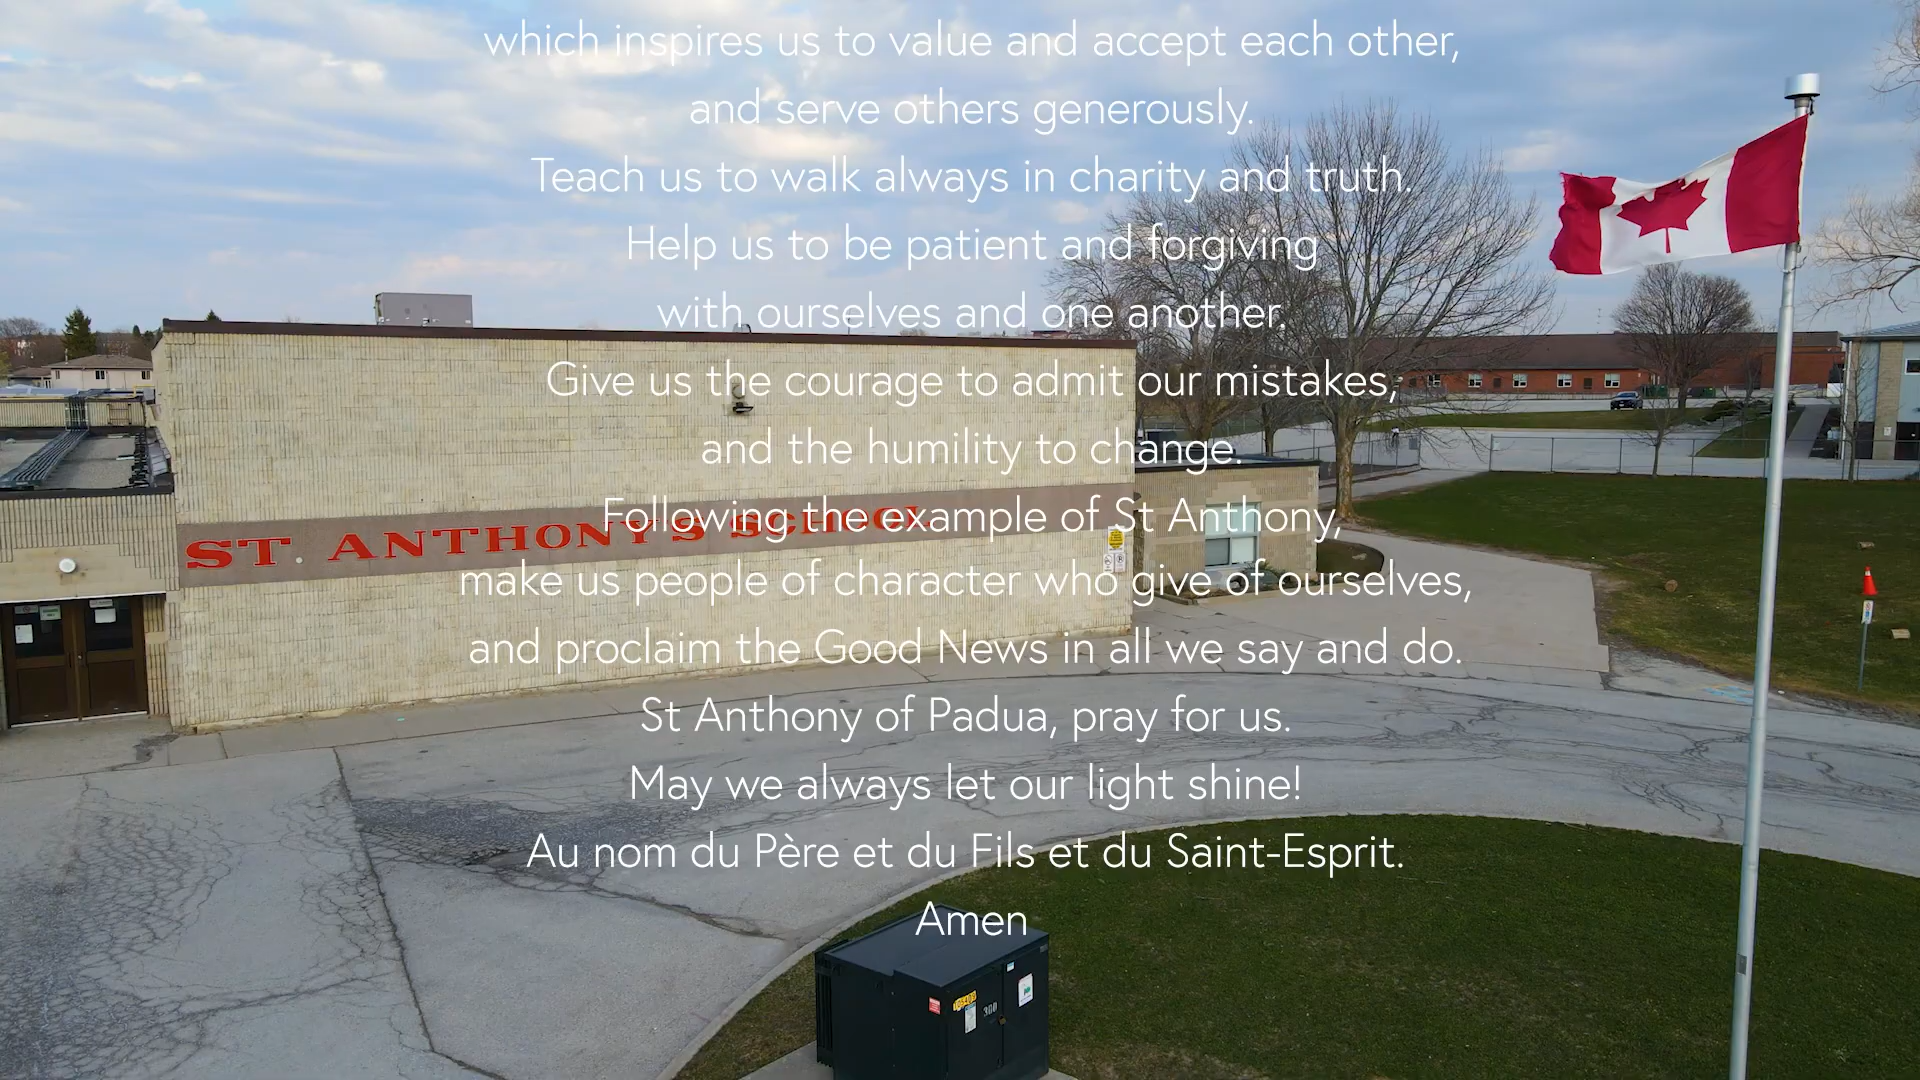 which inspires us to value and accept each other,
and serve others generously.
Teach us to walk always in charity and truth.
Help us to be patient and forgiving
with ourselves and one another.
Give us the courage to admit our mistakes,
and the humility to change.
Following the example of St Anthony,
ST. ANTHONY'S SCHOOL
make us people of character who give of ourselves,
and proclaim the Good News in all we say and do.
St Anthony of Padua, pray for us.
May we always let our light shine!
Au nom du Père et du Fils et du Saint-Esprit.
Amen
300